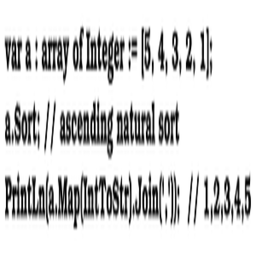 var a : array of Integer := [5, 4, 3, 2, 1];
a.Sort; // ascending natural sort
PrintLn(a.Map(IntToStr).Join(',')); // 1,2,3,4,5